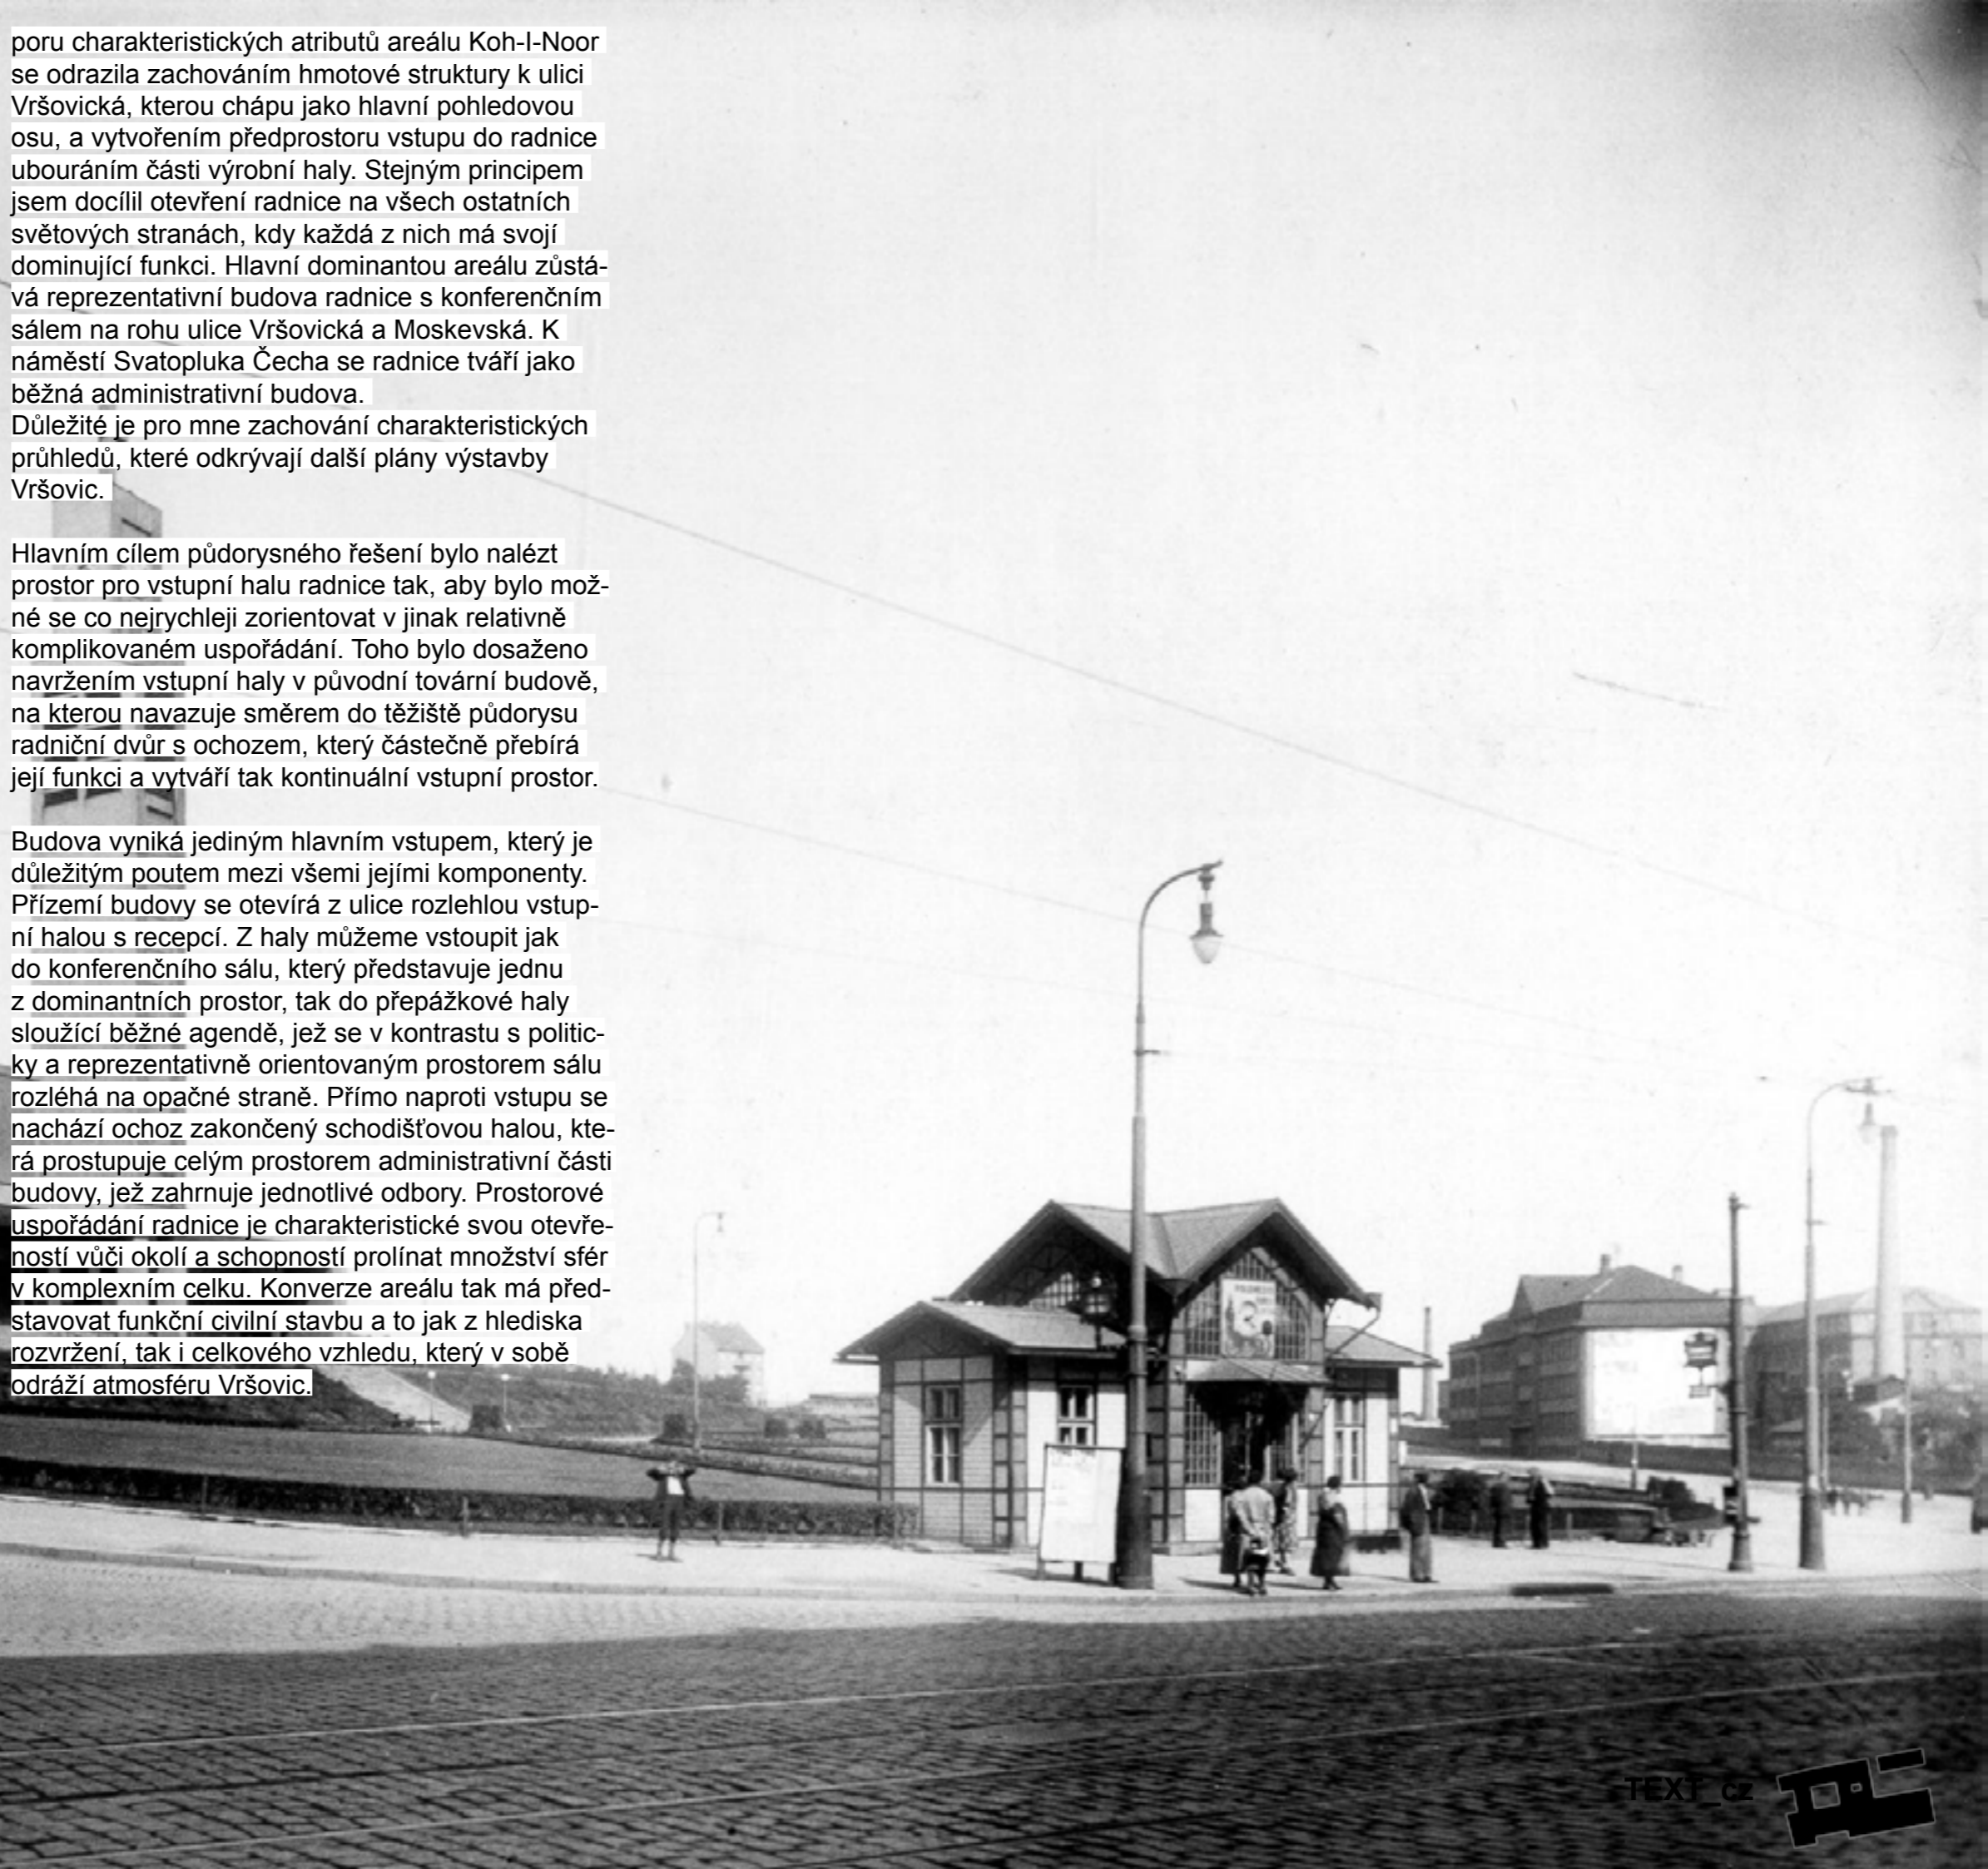 poru charakteristických atributů areálu Koh-I-Noor
se odrazila zachováním hmotové struktury k ulici
Vršovická, kterou chápu jako hlavní pohledovou
osu, a vytvořením předprostoru vstupu do radnice
ubouráním části výrobní haly. Stejným principem
jsem docílil otevření radnice na všech ostatních
světových stranách, kdy každá z nich má svojí
dominující funkci. Hlavní dominantou areálu zůstá-
vá reprezentativní budova radnice s konferenčním
sálem na rohu ulice Vršovická a Moskevská. K
náměstí Svatopluka Čecha se radnice tváří jako
běžná administrativní budova.
Důležité je pro mne zachování charakteristických
průhledů, které odkrývají další plány výstavby
Vršovic.
Hlavním cílem půdorysného řešení bylo nalézt
prostor pro vstupní halu radnice tak, aby bylo mož-
né se co nejrychleji zorientovat v jinak relativně
komplikovaném uspořádání. Toho bylo dosaženo
navržením vstupní haly v původní tovární budově,
na kterou navazuje směrem do těžiště půdorysu
radniční dvůr s ochozem, který částečně přebírá
její funkci a vytváří tak kontinuální vstupní prostor.
Budova vyniká jediným hlavním vstupem, který je
důležitým poutem mezi všemi jejími komponenty.
Přízemí budovy se otevírá z ulice rozlehlou vstup-
ní halou s recepcí. Z haly můžeme vstoupit jak
do konferenčního sálu, který představuje jednu
z dominantních prostor, tak do přepážkové haly
sloužící běžné agendě, jež se v kontrastu s politic-
ky a reprezentativně orientovaným prostorem sálu
rozléhá na opačné straně. Přímo naproti vstupu se
nachází ochoz zakončený schodišťovou halou, kte-
rá prostupuje celým prostorem administrativní části
budovy, jež zahrnuje jednotlivé odbory. Prostorové
uspořádání radnice je charakteristické svou otevře-
ností vůči okolí a schopností prolínat množství sfér
v komplexním celku. Konverze areálu tak má před-
stavovat funkční civilní stavbu a to jak z hlediska
rozvržení, tak i celkového vzhledu, který v sobě
odráží atmosféru Vršovic.
TEXT_cz